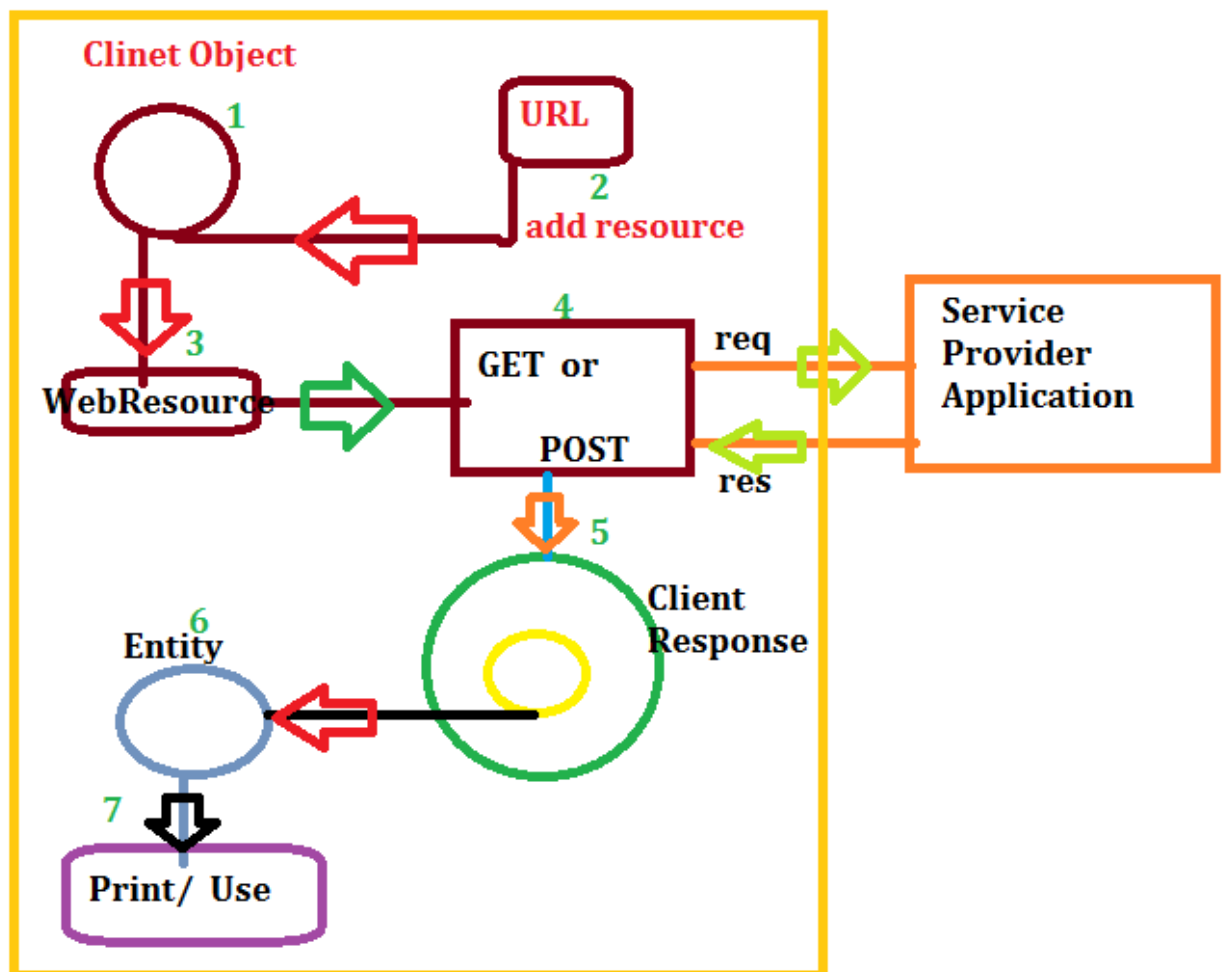 Clinet Object
1
URL
2
add resource
3
WebResource
4
GET or
POST
req
res
Service
Provider
Application
5
Client
Response
6
Entity
7
Print/ Use